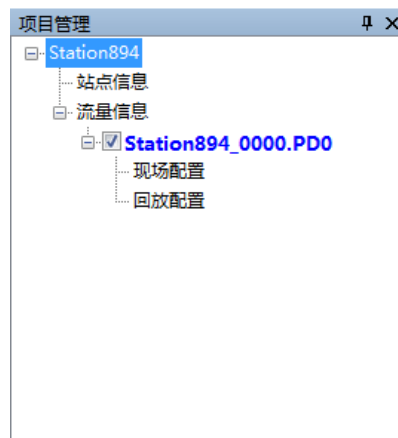 项目管理
Station894
站点信息
流量信息
Station894_0000.PD0
现场配置
回放配置